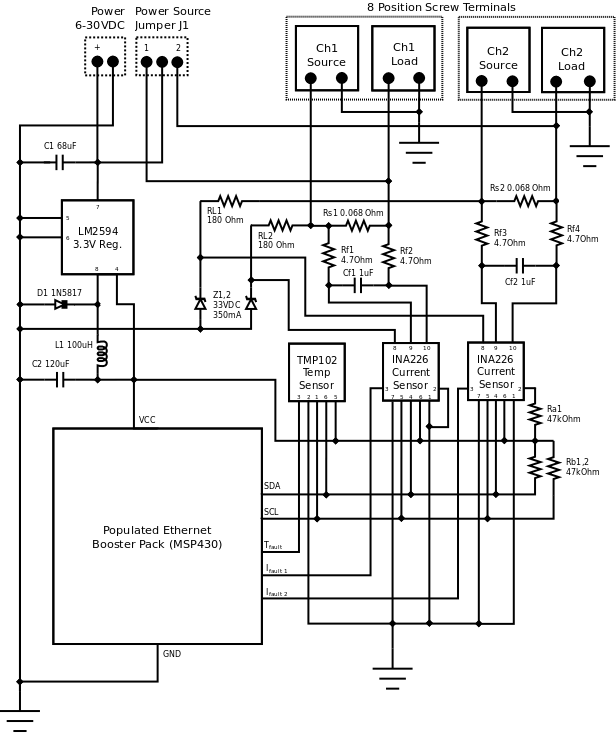 8 Position Screw Terminals
Power
6-30VDC
Power Source
Jumper J1
+
1
2
Ch1
Source
Ch1
Load
Ch2
Source
Ch2
Load
C1 68uF
Rs2 0.068 Ohm
7
RL1
180 Ohm
Rs1 0.068 Ohm
LM2594
3.3V Reg.
5
6
8
4
RL2
180 Ohm
Rf1
4.7Ohm
Rf2
4.7Ohm
Rf3
4.7Ohm
Rf4
4.7Ohm
Cf1 1uF
Cf2 1uF
D1 1N5817
Z1,2
33VDC
350mA
L1 100uH
C2 120uF
TMP102
Temp
Sensor
3 2 1 6 5
8 9 10
INA226
Current
Sensor
3
2
7 5 4 6 1
8 9 10
INA226
Current
Sensor
3
2
7 5 4 6 1
Ra1
47kOhm
Rb1,2
47kOhm
VCC
SDA
SCL
Populated Ethernet
Booster Pack (MSP430)
Tfault
Ifault 1
Ifault 2
GND